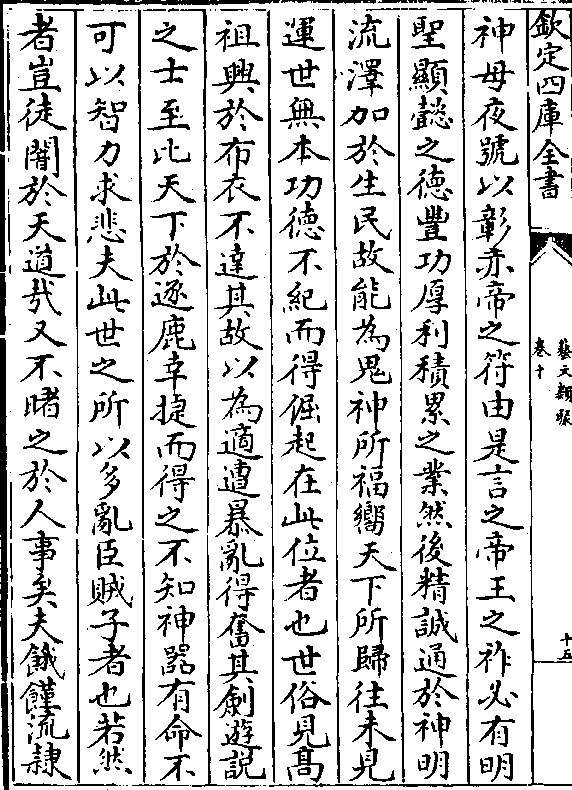 欽定四庫全書
藝文類聚
卷十
十五
神母夜號以彰赤帝之符由是言之帝王之祚必有明
聖顯懿之德豐功厚利積累之業然後精誠通於神明
流澤加於生民故能為鬼神所福嚮天下所歸往未見
運世無本功德不紀而得倔起在此位者也世俗見髙
祖興於布衣不達其故以為適遭暴亂得奮其劍遊說
之士至比天下於逐鹿幸捷而得之不知神器有命不
可以智力求悲夫此世之所以多亂臣賊子者也若然
者豈徒闇於天道哉又不睹之於人事矣夫餓饉流隷